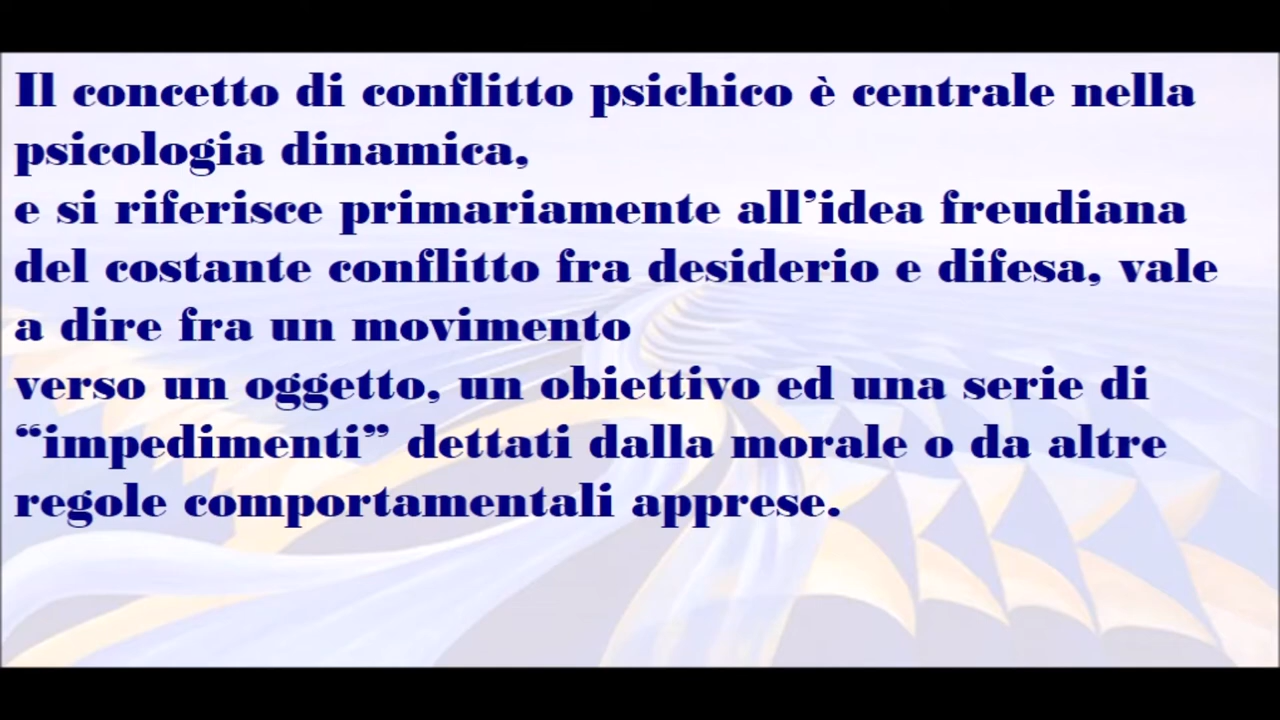 Il concetto di conflitto psichico è centrale nella
psicologia dinamica,
e si riferisce primariamente all’idea freudiana
del costante conflitto fra desiderio e difesa, vale
a dire fra un movimento
verso un oggetto, un obiettivo ed una serie di
“impedimenti” dettati dalla morale o da altre
regole comportamentali apprese.